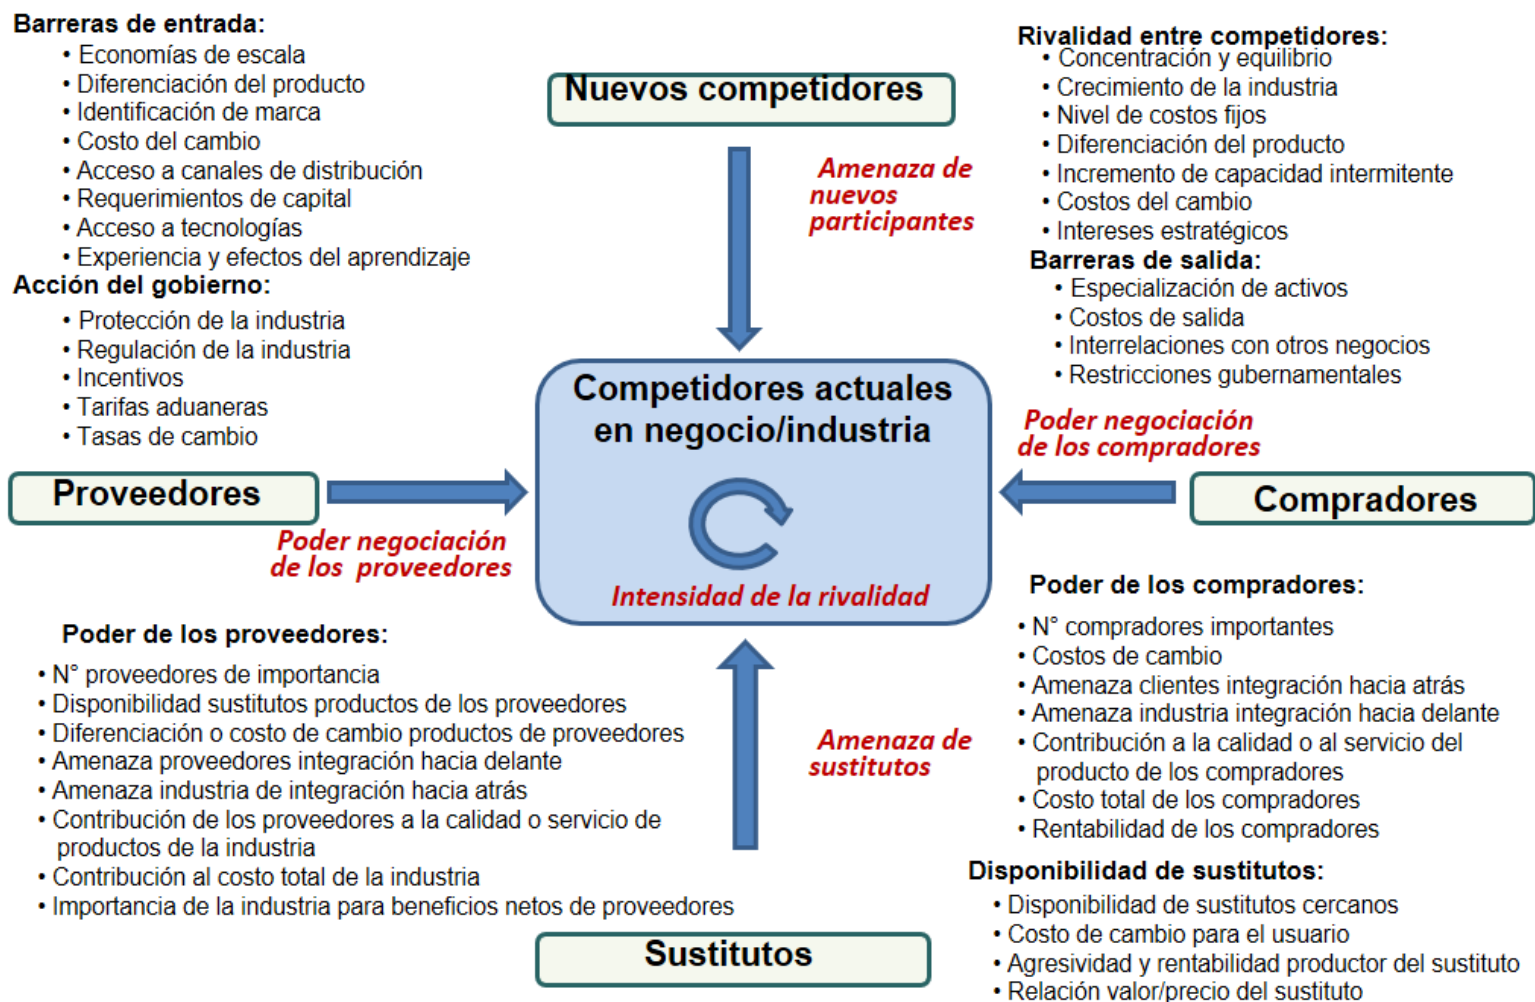 Barreras de entrada:
• Economías de escala
• Diferenciación del producto
• Identificación de marca
• Costo del cambio
• Acceso a canales de distribución
• Requerimientos de capital
• Acceso a tecnologías
• Experiencia y efectos del aprendizaje
Acción del gobierno:
• Protección de la industria
• Regulación de la industria
• Incentivos
• Tarifas aduaneras
• Tasas de cambio
Nuevos competidores
Amenaza de
nuevos
participantes
Rivalidad entre competidores:
• Concentración y equilibrio
• Crecimiento de la industria
• Nivel de costos fijos
• Diferenciación del producto
• Incremento de capacidad intermitente
• Costos del cambio
• Intereses estratégicos
Barreras de salida:
• Especialización de activos
• Costos de salida
• Interrelaciones con otros negocios
• Restricciones gubernamentales
Competidores actuales
en negocio/industria
Intensidad de la rivalidad
Proveedores
Poder negociación
de los proveedores
Poder negociación
de los compradores
Compradores
Poder de los proveedores:
• N° proveedores de importancia
• Disponibilidad sustitutos productos de los proveedores
• Diferenciación o costo de cambio productos de proveedores
• Amenaza proveedores integración hacia delante
• Amenaza industria de integración hacia atrás
• Contribución de los proveedores a la calidad o servicio de
productos de la industria
• Contribución al costo total de la industria
• Importancia de la industria para beneficios netos de proveedores
Amenaza de
sustitutos
Sustitutos
Poder de los compradores:
• N° compradores importantes
• Costos de cambio
• Amenaza clientes integración hacia atrás
• Amenaza industria integración hacia delante
• Contribución a la calidad o al servicio del
producto de los compradores
• Costo total de los compradores
• Rentabilidad de los compradores
Disponibilidad de sustitutos:
• Disponibilidad de sustitutos cercanos
• Costo de cambio para el usuario
• Agresividad y rentabilidad productor del sustituto
• Relación valor/precio del sustituto